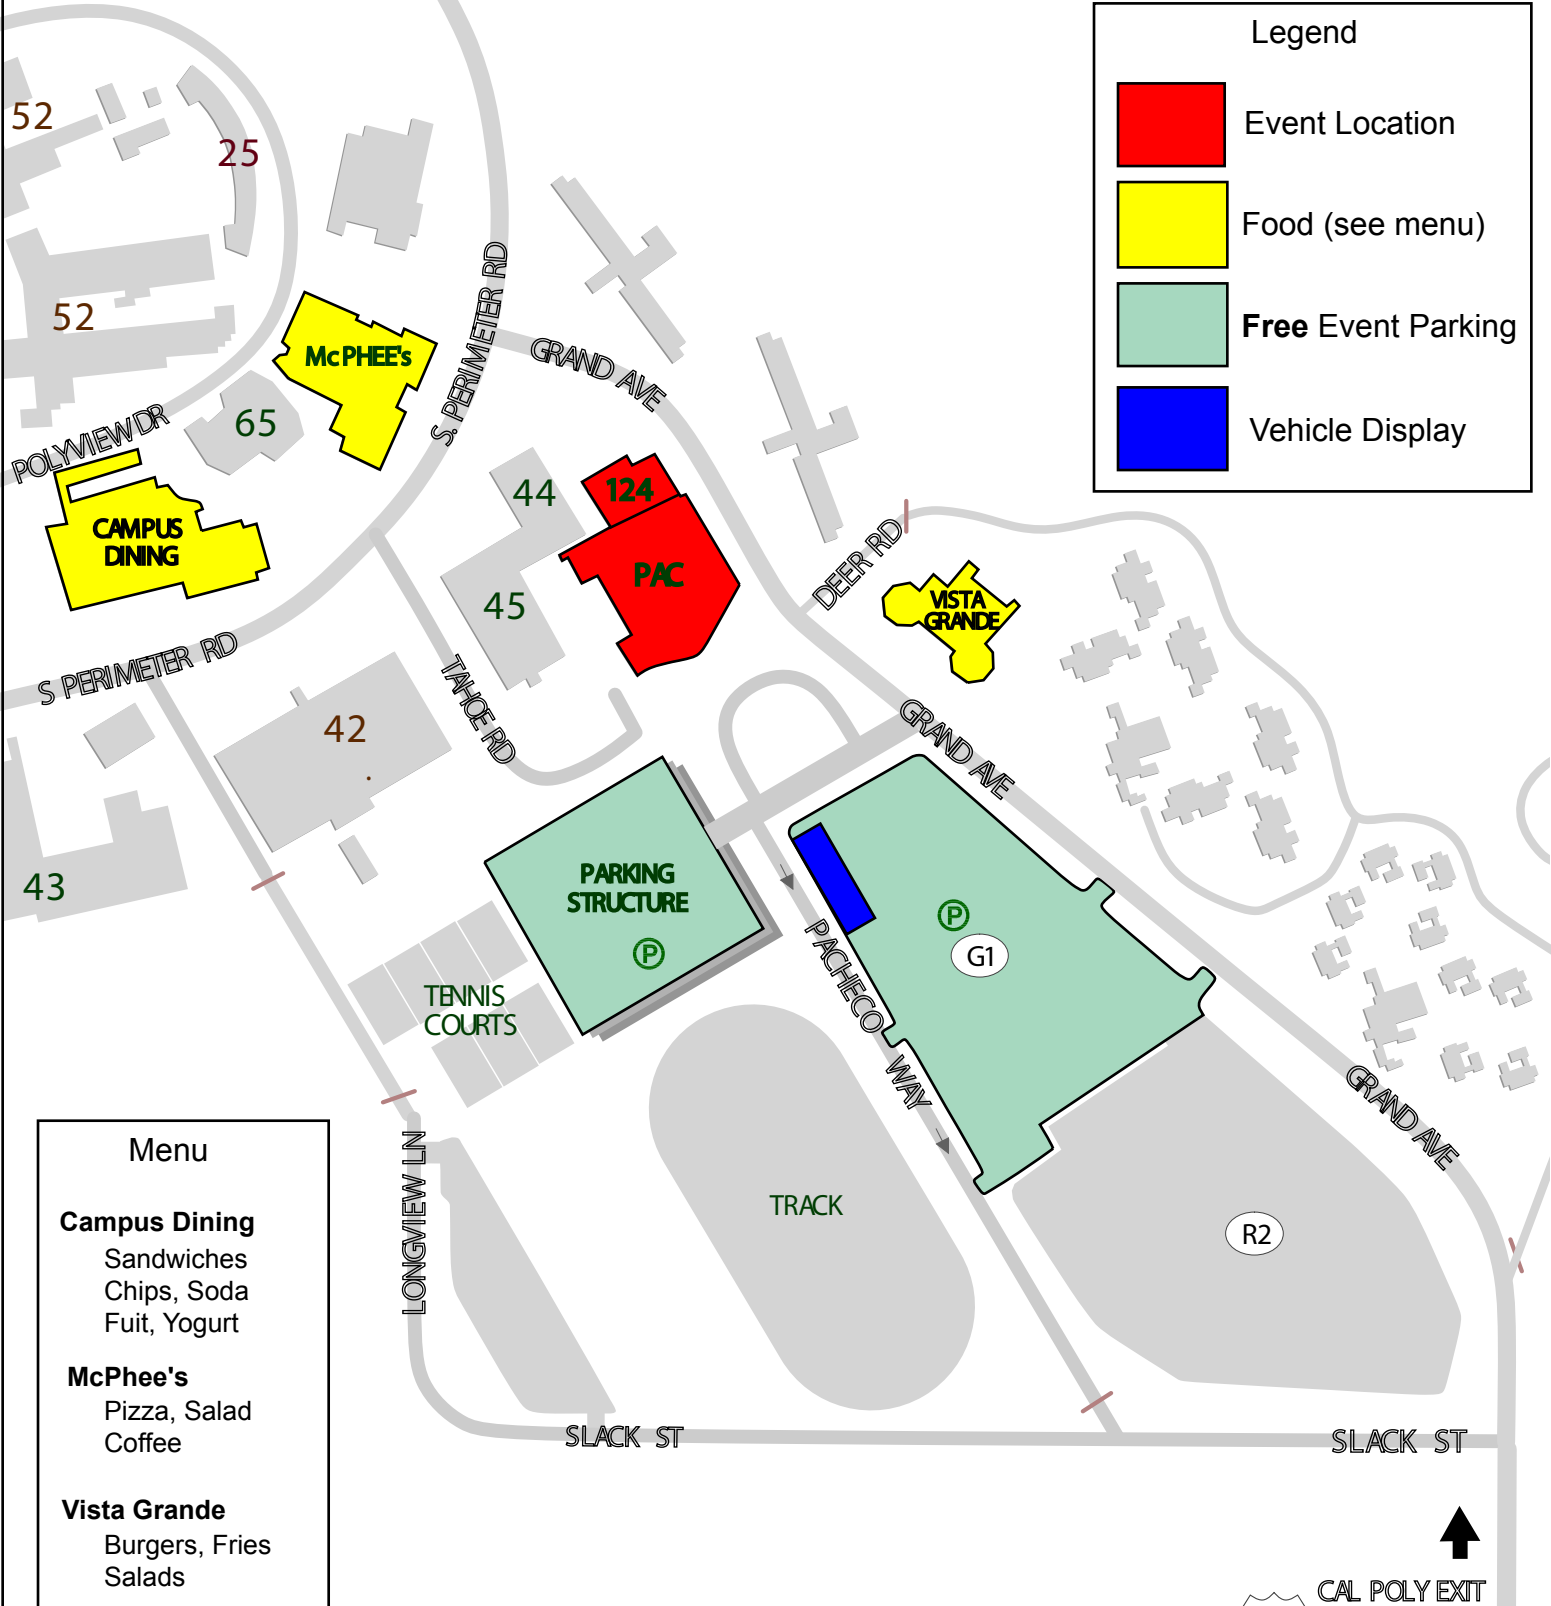 Legend
Event Location
Food (see menu)
Free Event Parking
Vehicle Display
52
25
52
McPHEE's
S. PERIMETER RD
GRAND AVE
65
POLYVIEW DR
CAMPUS
DINING
44
124
PAC
45
DEER RD
VISTA
GRANDE
S PERIMETER RD
TAHOE RD
42
GRAND AVE
43
PARKING
STRUCTURE
P
P
G1
PACHECO WAY
TENNIS
COURTS
GRAND AVE
LONGVIEW LN
TRACK
R2
Menu
Campus Dining
Sandwiches
Chips, Soda
Fuit, Yogurt
McPhee's
Pizza, Salad
Coffee
Vista Grande
Burgers, Fries
Salads
SLACK ST
SLACK ST
CAL POLY EXIT